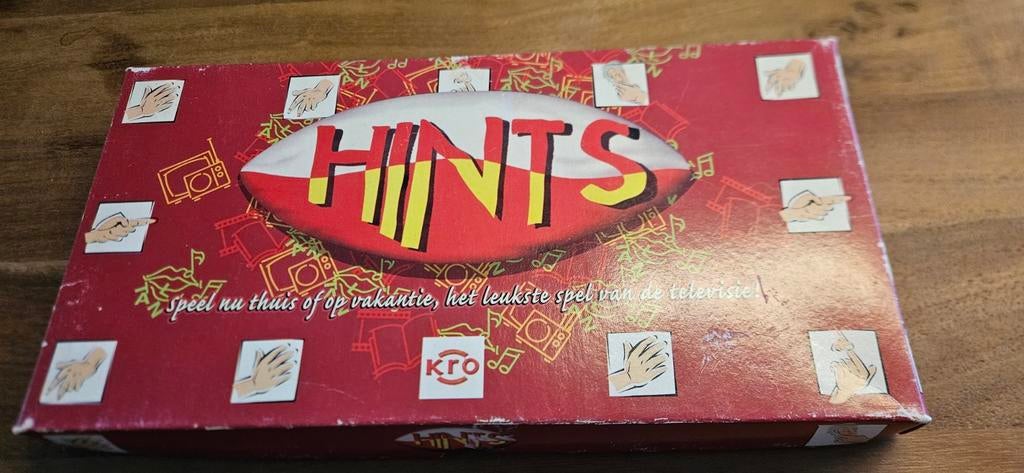 HINTS
speel nu thuis of op vakantie, het leukste spel van de televisie!
KRO
HINTS